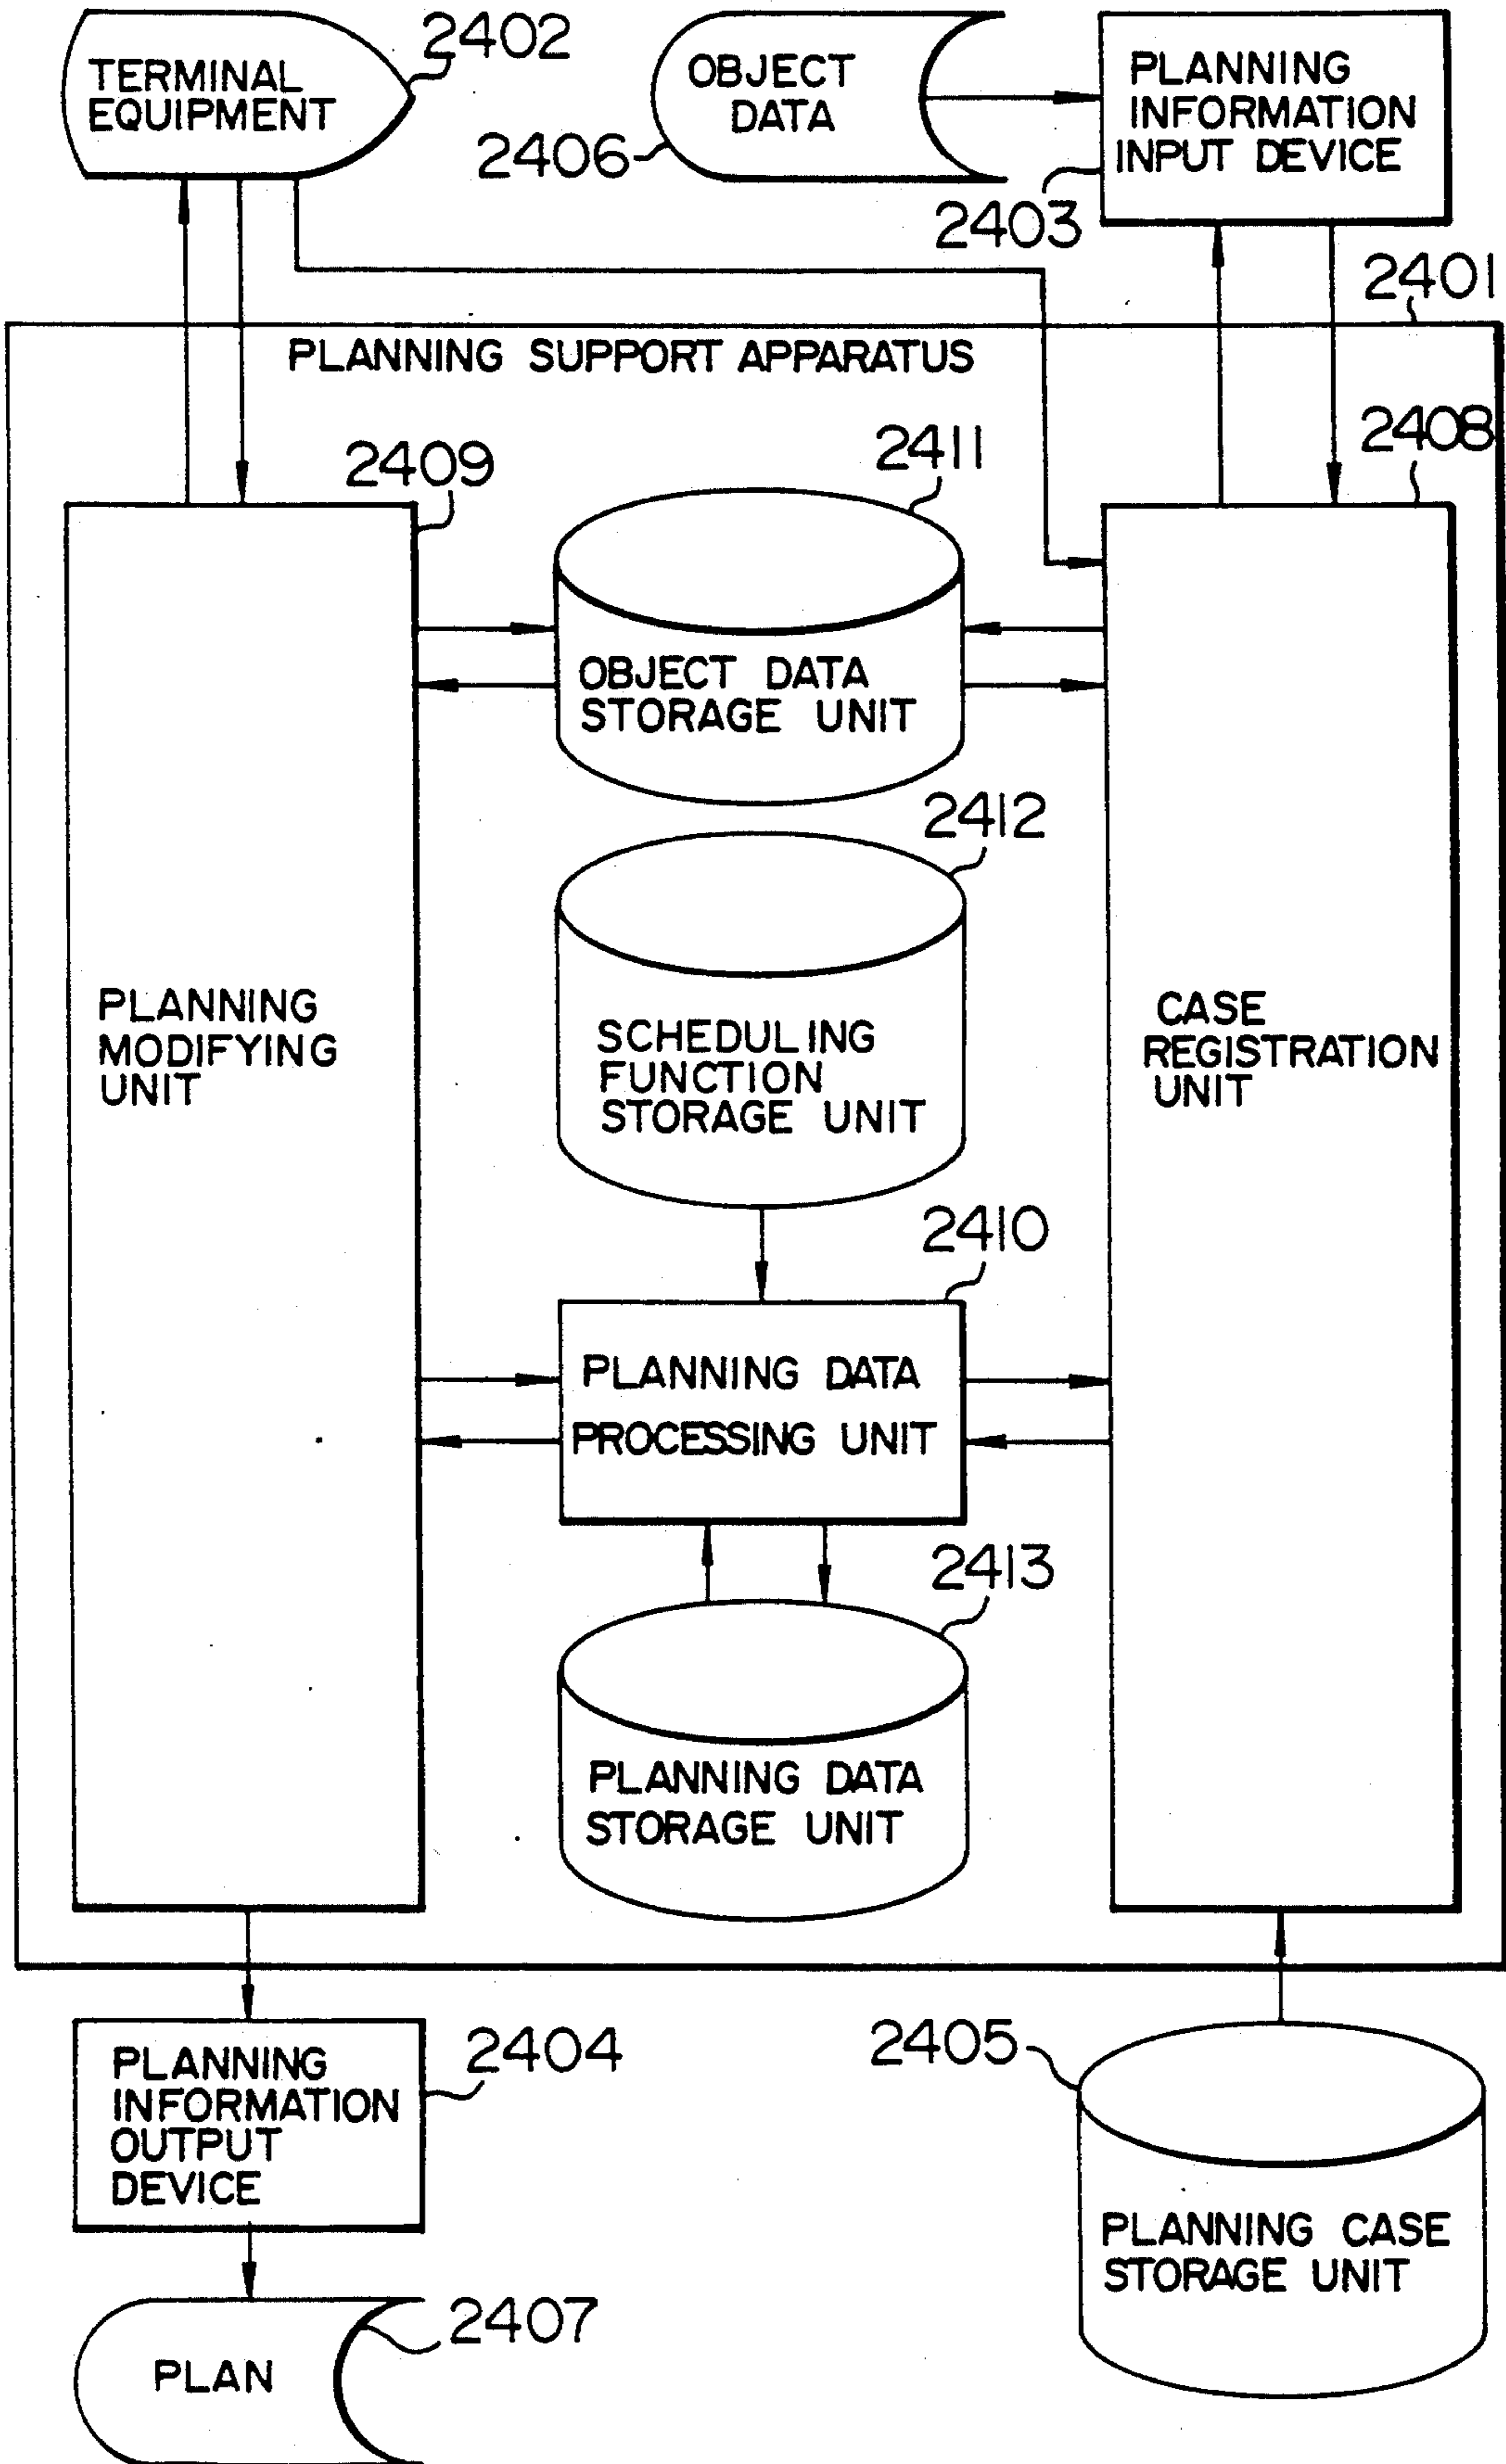 2402
TERMINAL
EQUIPMENT
OBJECT
DATA
2406
PLANNING
INFORMATION
INPUT DEVICE
2403
2401
PLANNING SUPPORT APPARATUS
2409
2411
2408
OBJECT DATA
STORAGE UNIT
2412
PLANNING
MODIFYING
UNIT
SCHEDULING
FUNCTION
STORAGE UNIT
CASE
REGISTRATION
UNIT
2410
PLANNING DATA
PROCESSING UNIT
2413
PLANNING DATA
STORAGE UNIT
2404
PLANNING
INFORMATION
OUTPUT
DEVICE
2405
PLANNING CASE
STORAGE UNIT
2407
PLAN